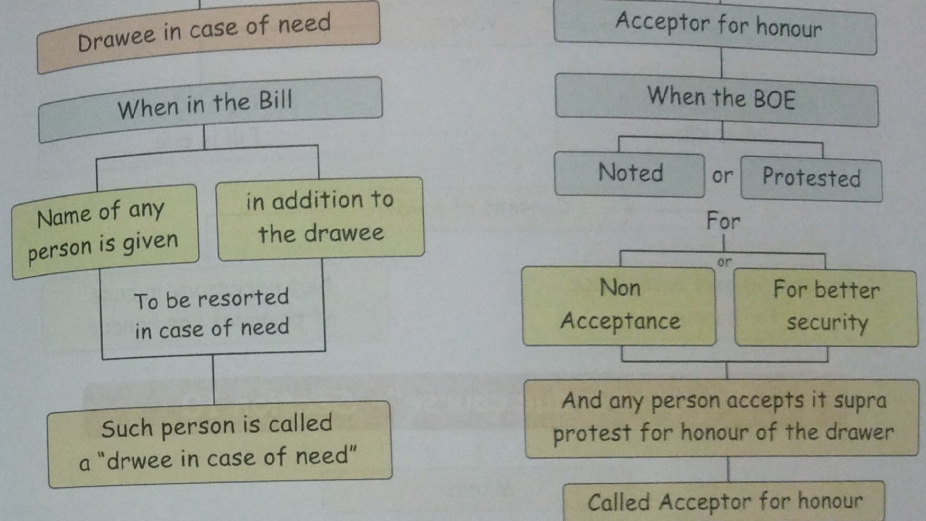 Drawee in case of need
When in the Bill
Name of any
person is given
in addition to
the drawee
To be resorted
in case of need
Such person is called
a "drwee in case of need"
Acceptor for honour
When the BOE
Noted
or
Protested
For
or
Non
Acceptance
For better
security
And any person accepts it supra
protest for honour of the drawer
Called Acceptor for honour